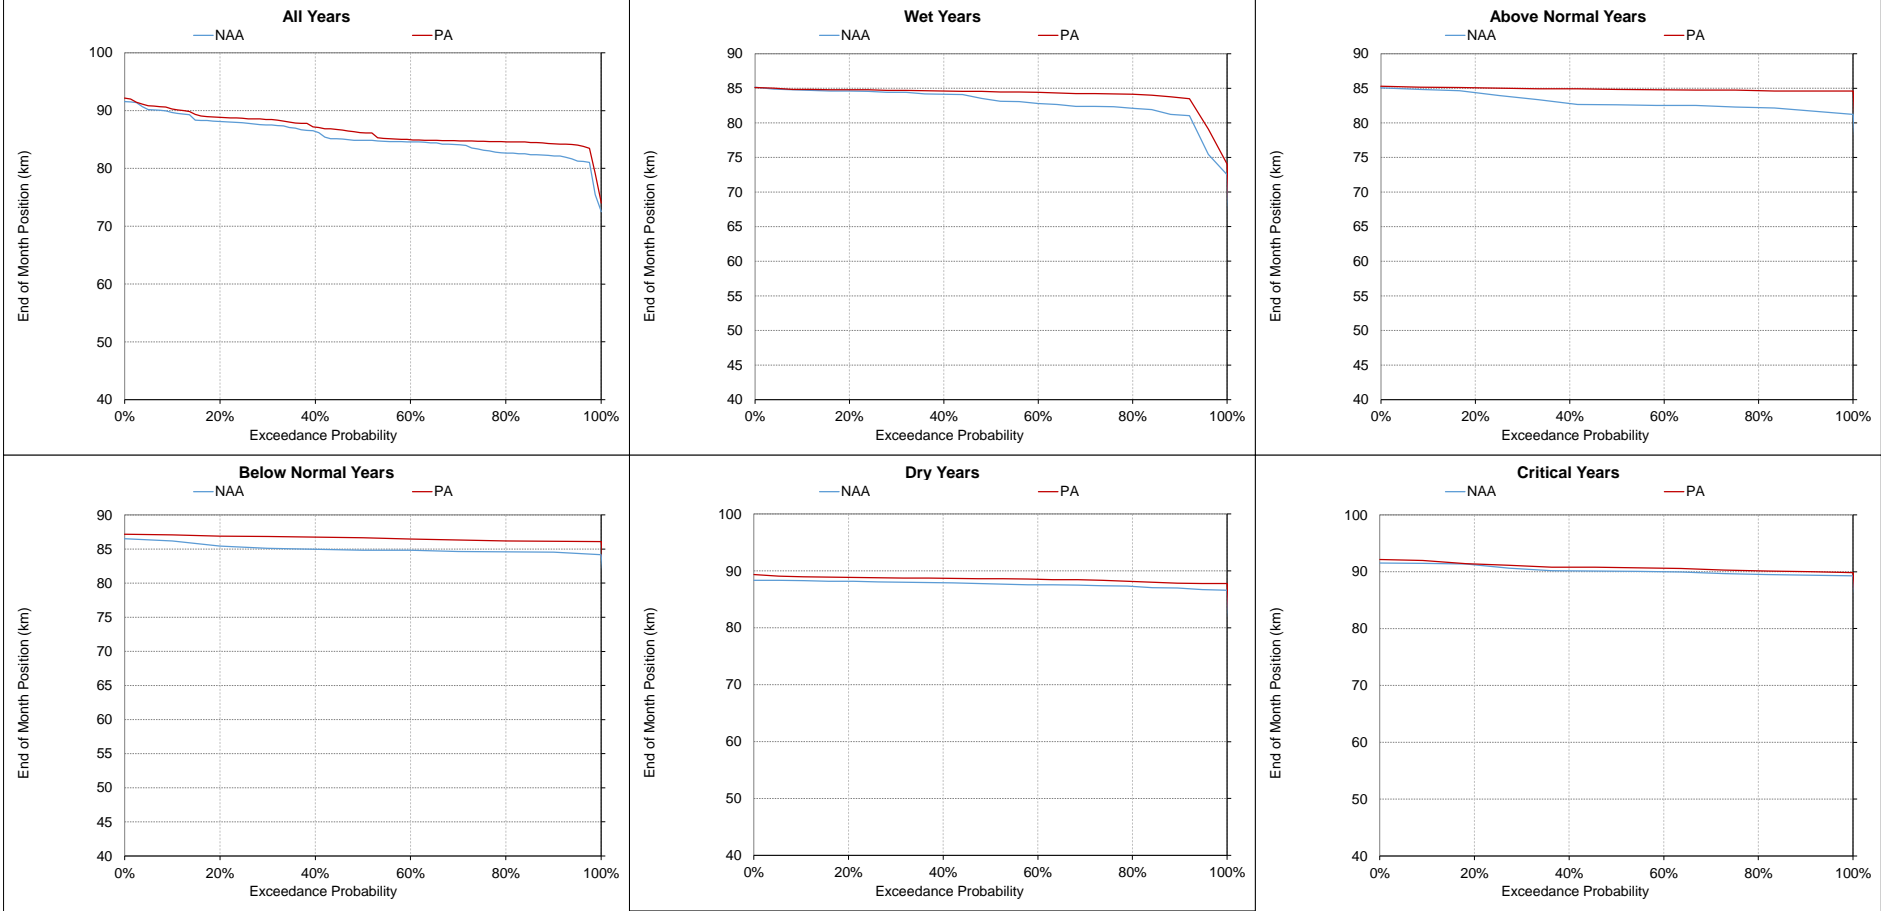 All Years
NAA PA
End of Month Position (km)
100
90
80
70
60
50
40
0% 20% 40% 60% 80% 100%
Exceedance Probability
Wet Years
NAA PA
End of Month Position (km)
90
85
80
75
70
65
60
55
50
45
40
0% 20% 40% 60% 80% 100%
Exceedance Probability
Above Normal Years
NAA PA
End of Month Position (km)
90
85
80
75
70
65
60
55
50
45
40
0% 20% 40% 60% 80% 100%
Exceedance Probability
Below Normal Years
NAA PA
End of Month Position (km)
90
85
80
75
70
65
60
55
50
45
40
0% 20% 40% 60% 80% 100%
Exceedance Probability
Dry Years
NAA PA
End of Month Position (km)
100
90
80
70
60
50
40
0% 20% 40% 60% 80% 100%
Exceedance Probability
Critical Years
NAA PA
End of Month Position (km)
100
90
80
70
60
50
40
0% 20% 40% 60% 80% 100%
Exceedance Probability